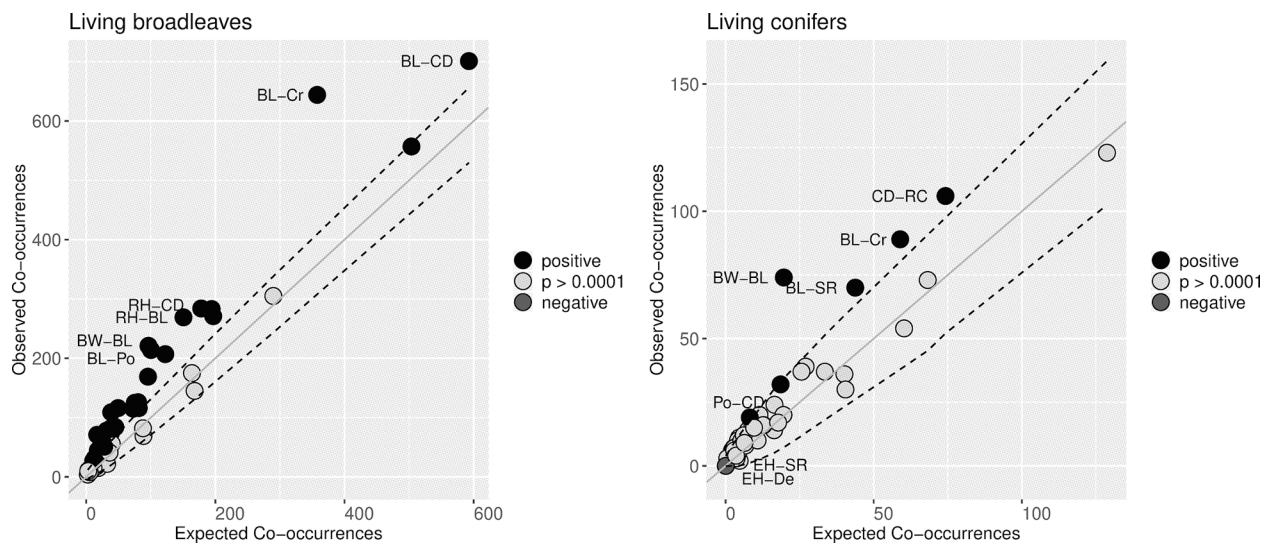 Living broadleaves
Observed Co−occurrences
600
400
200
0
BL−CD
BL−Cr
RH−CD
RH−BL
BW−BL
BL−Po
0 200 400 600
Expected Co−occurrences
positive
p > 0.0001
negative
Living conifers
Observed Co−occurrences
150
100
50
0
CD−RC
BL−Cr
BW−BL
BL−SR
Po−CD
EH−SR
EH−De
0 50 100
Expected Co−occurrences
positive
p > 0.0001
negative